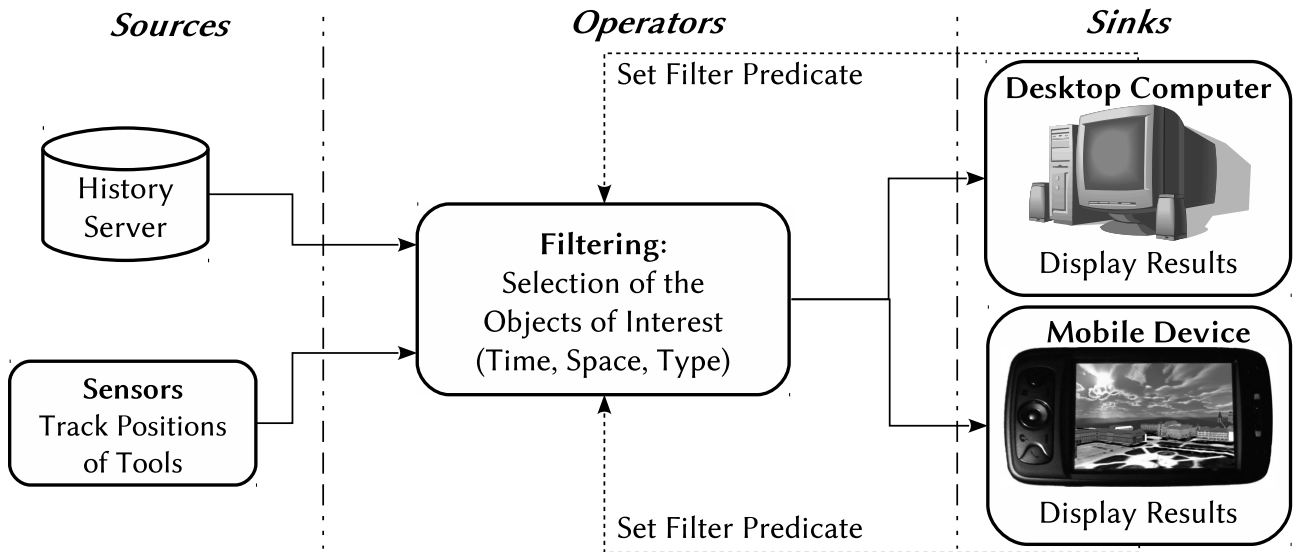 Sources
Operators
Sinks
Set Filter Predicate
Desktop Computer
Display Results
History
Server
Filtering:
Selection of the
Objects of Interest
(Time, Space, Type)
Sensors
Track Positions
of Tools
Mobile Device
Display Results
Set Filter Predicate